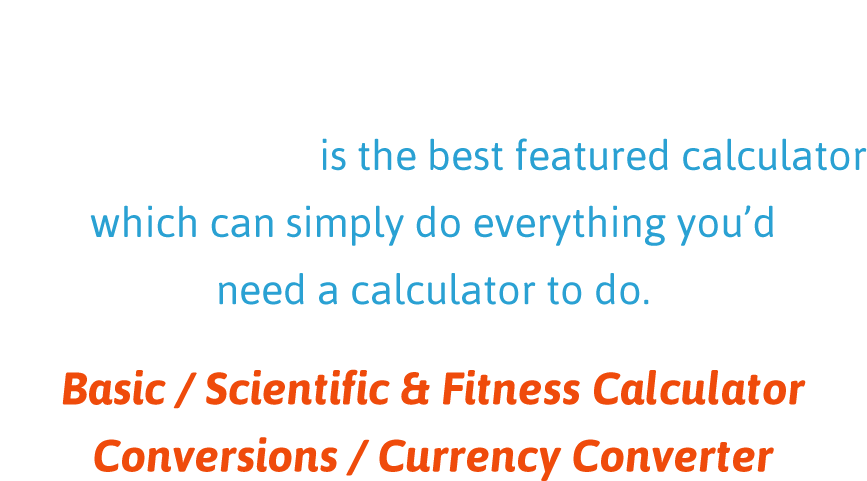 is the best featured calculator
which can simply do everything you’d
need a calculator to do.
Basic / Scientific & Fitness Calculator
Conversions / Currency Converter